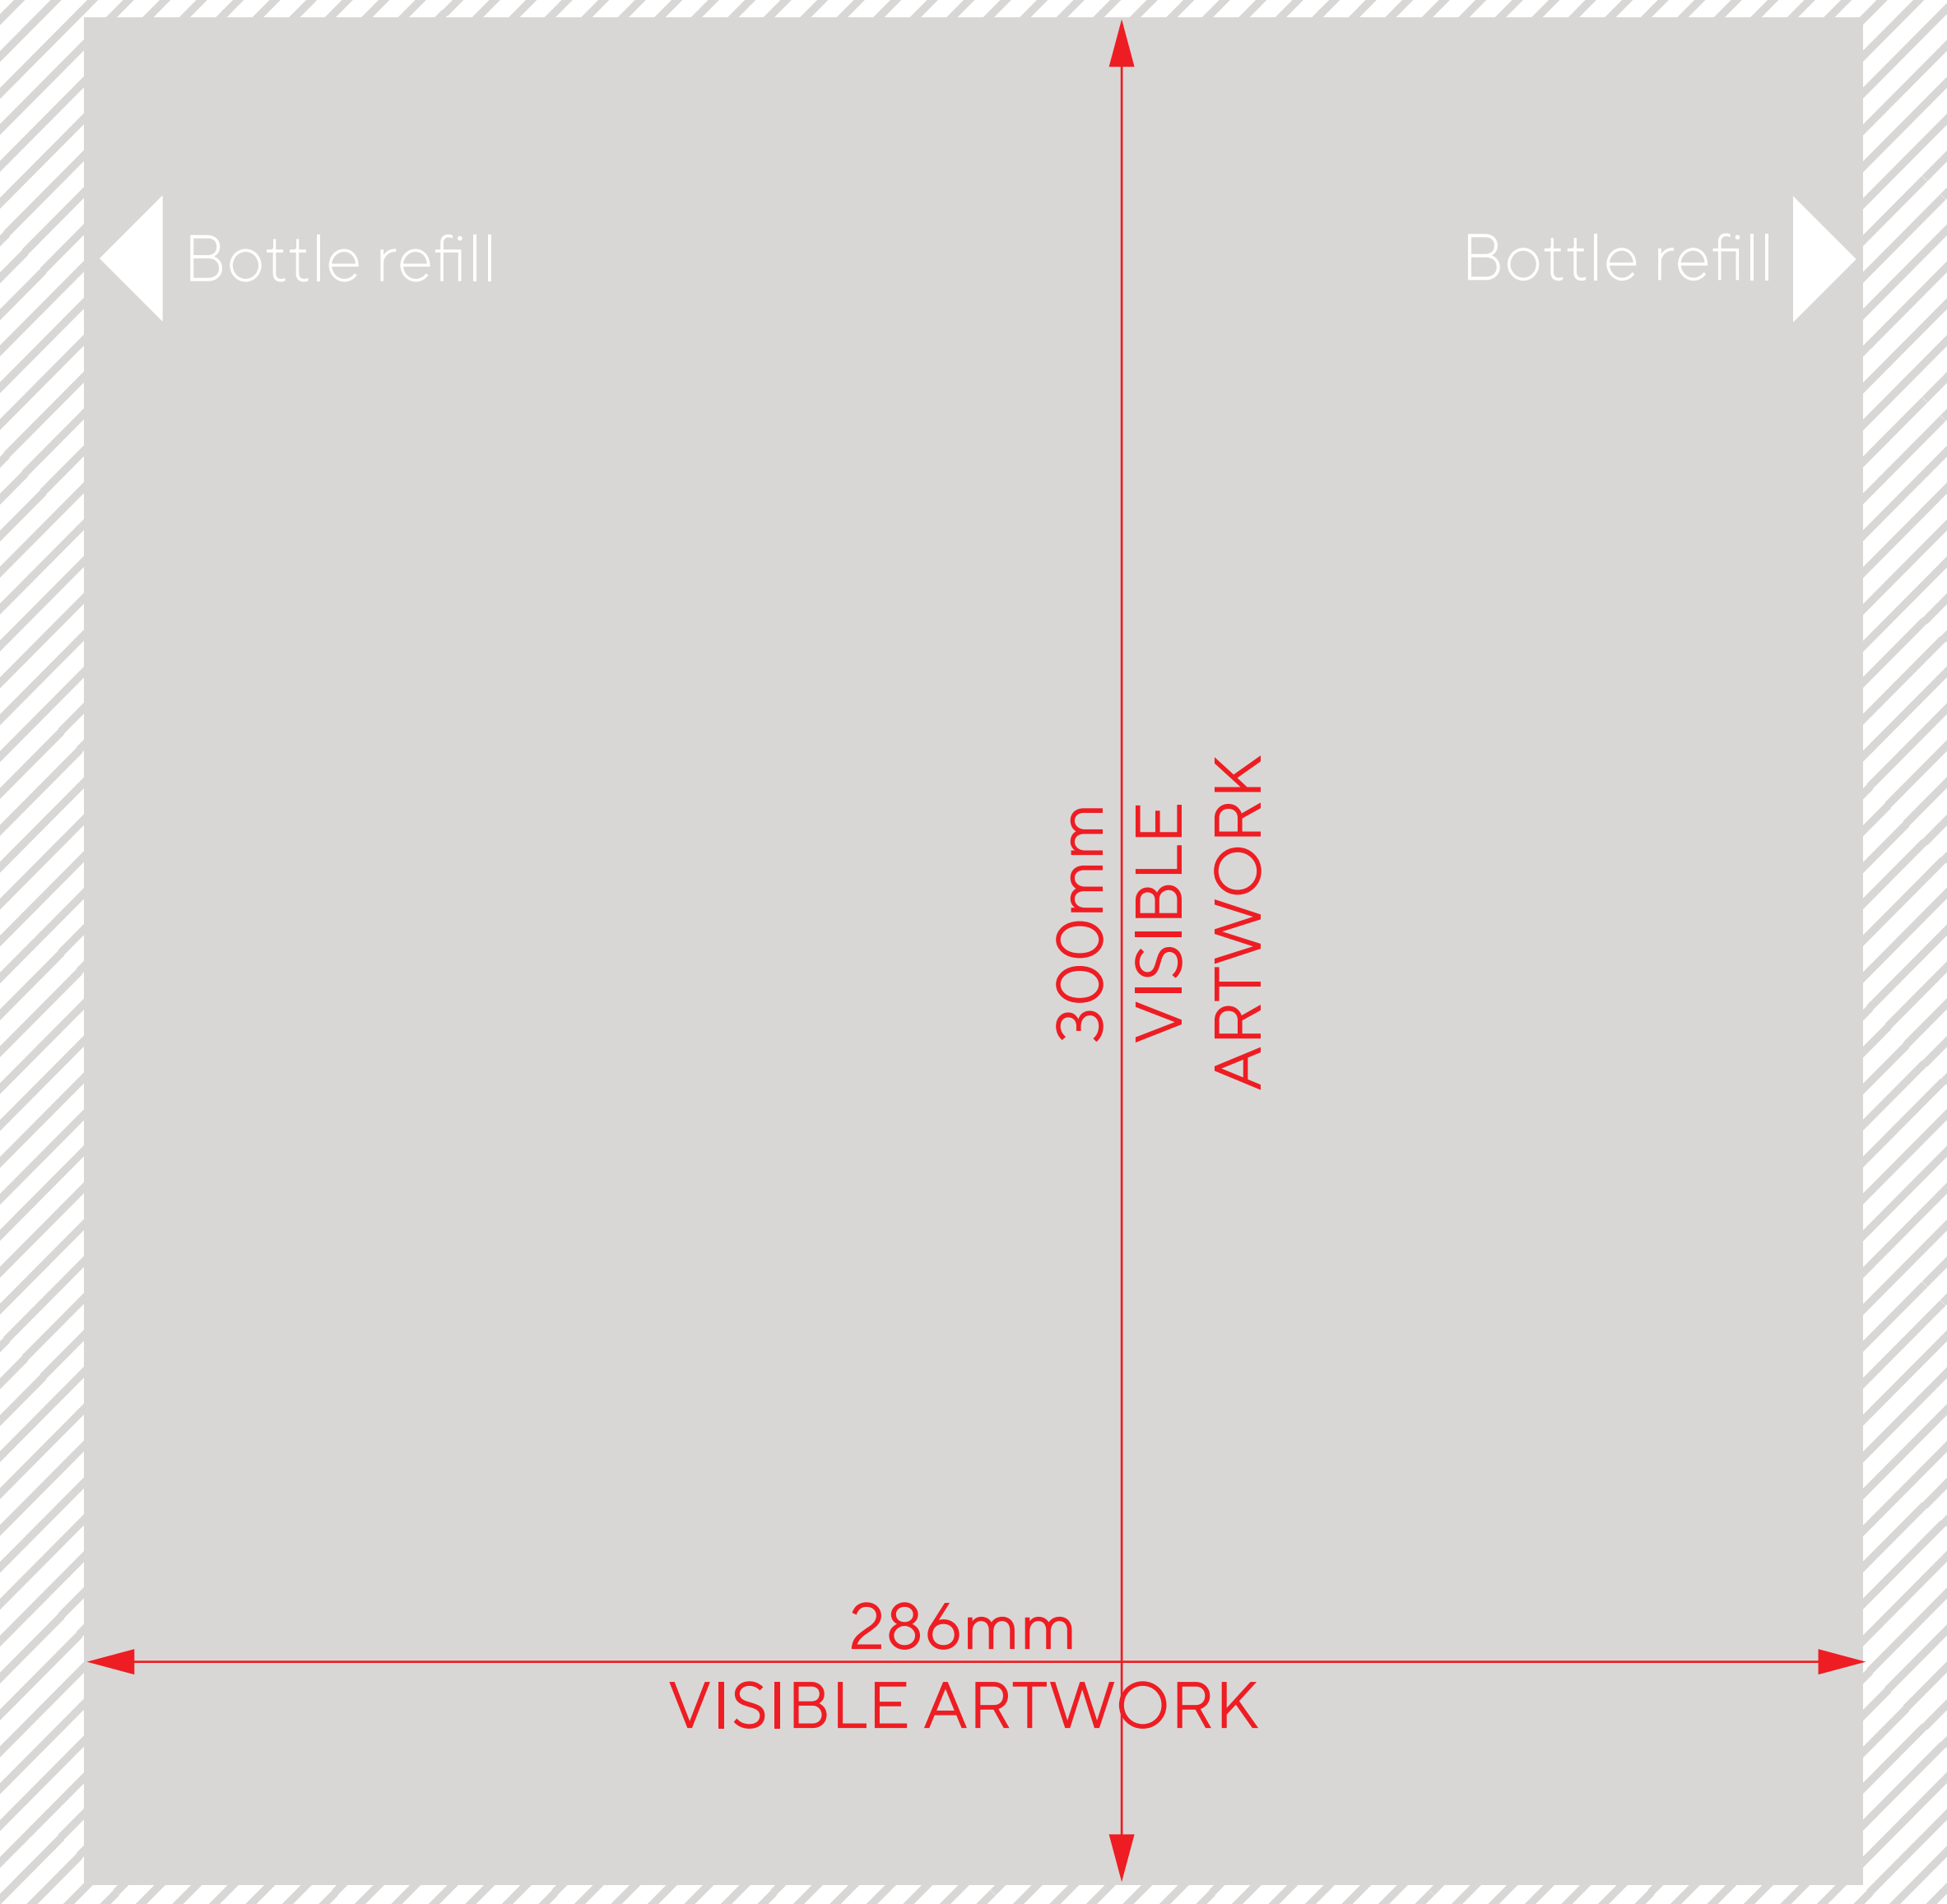 Bottle refill
Bottle refill
300mm
VISIBLE
ARTWORK
286mm
VISIBLE ARTWORK